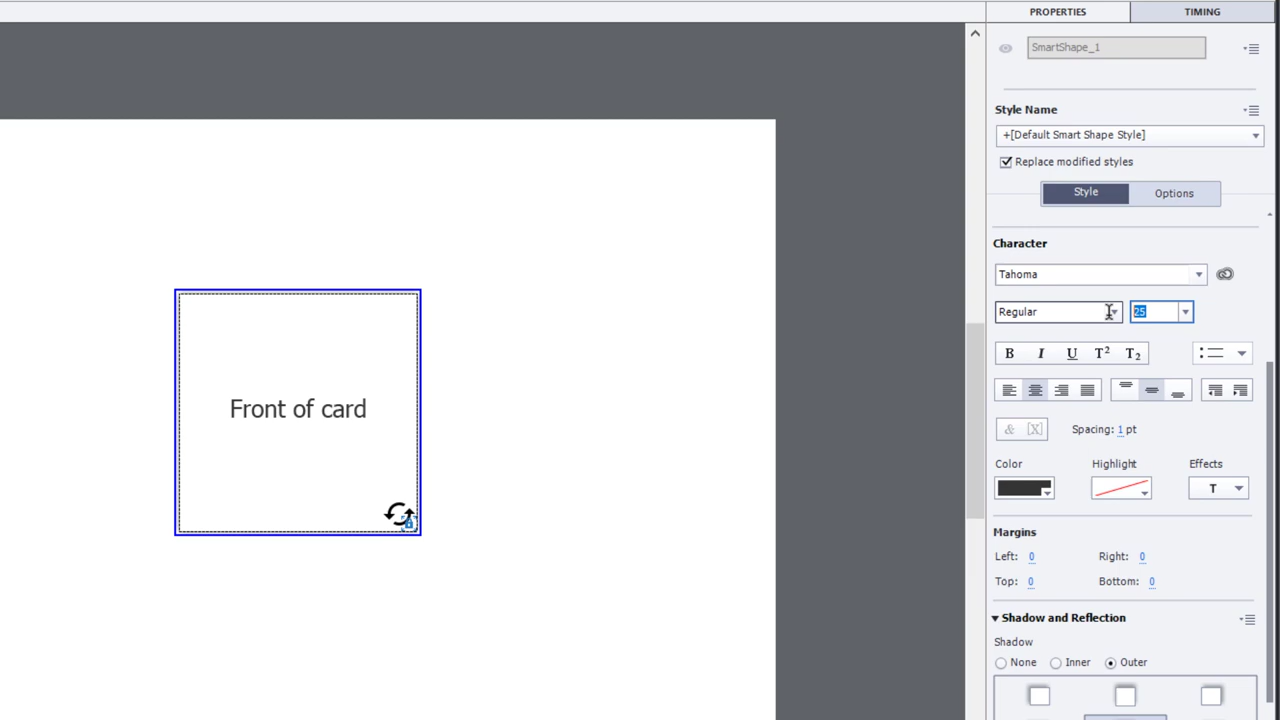 PROPERTIES TIMING
SmartShape_1
Style Name
+[Default Smart Shape Style]
Replace modified styles
Style Options
Character
Tahoma
Regular 25
B I U T² T₂
& [X] Spacing: 1 pt
Color Highlight Effects
T
Margins
Left: 0 Right: 0
Top: 0 Bottom: 0
Shadow and Reflection
Shadow
None Inner Outer
Front of card